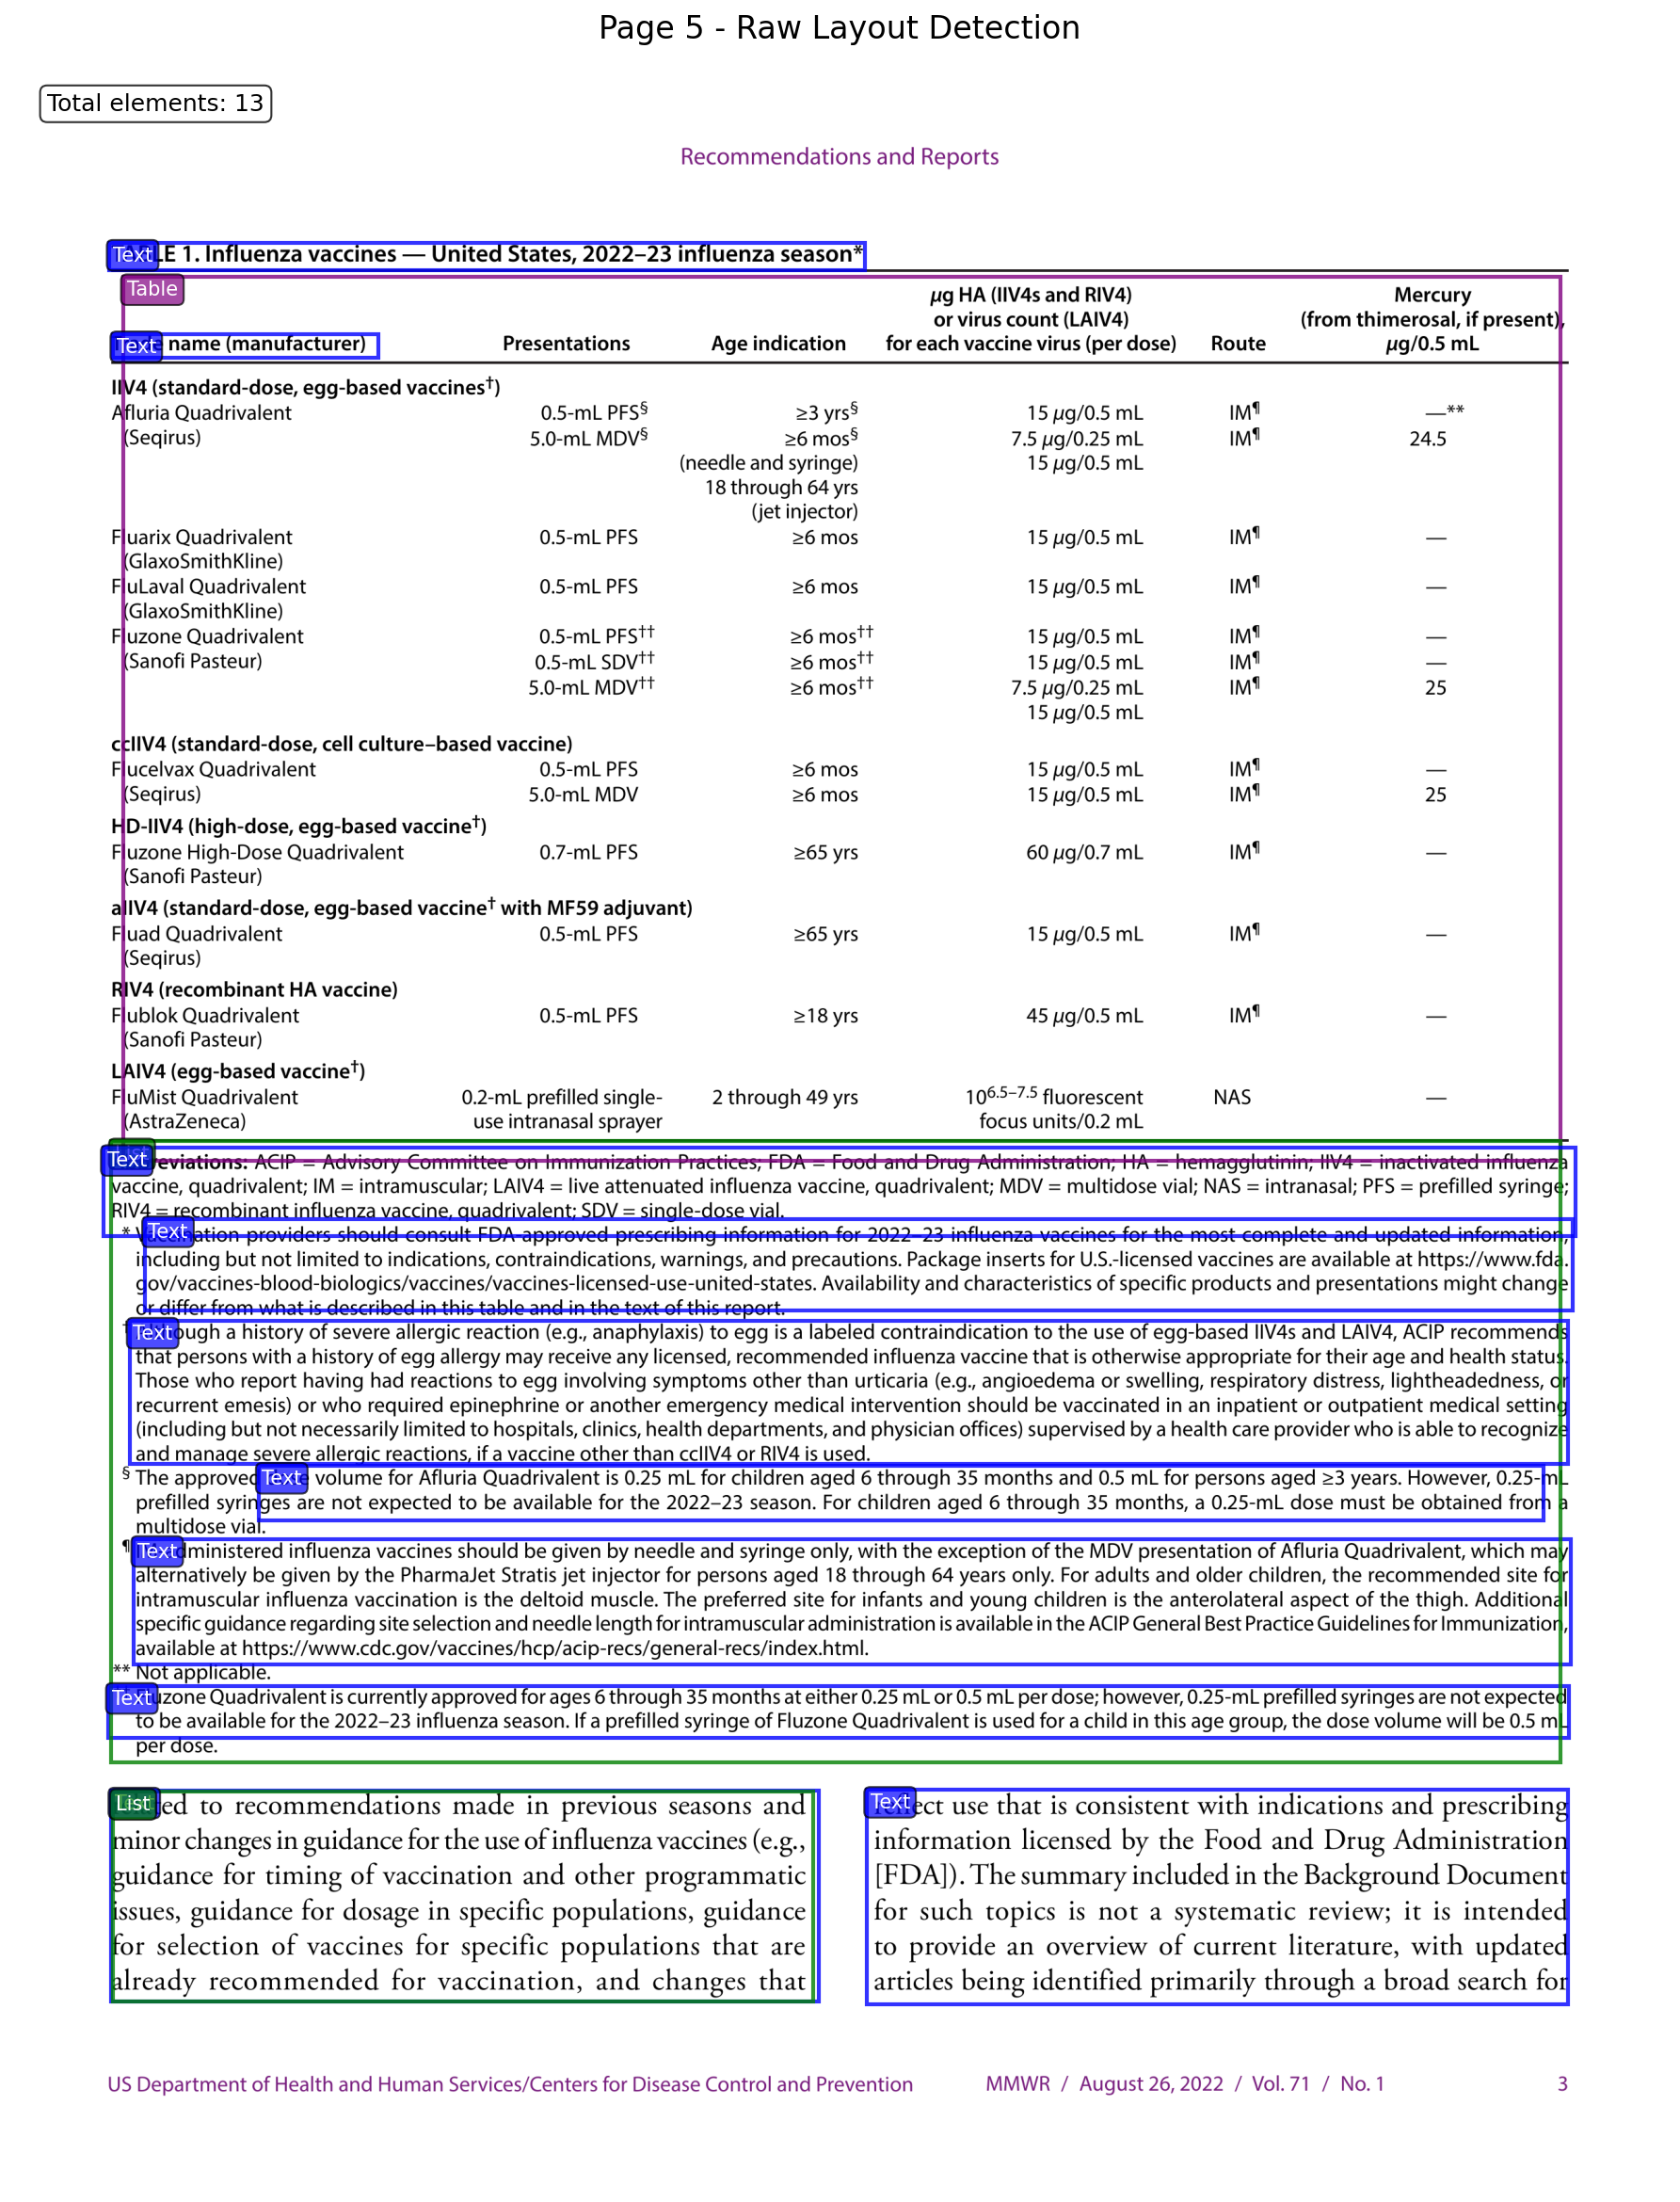 Page 5 - Raw Layout Detection
Total elements: 13
Recommendations and Reports
Text LE 1. Influenza vaccines — United States, 2022–23 influenza season*
Table
Text name (manufacturer) Presentations Age indication µg HA (IIV4s and RIV4) or virus count (LAIV4) for each vaccine virus (per dose) Route Mercury (from thimerosal, if present), µg/0.5 mL
IIV4 (standard-dose, egg-based vaccines†)
Afluria Quadrivalent 0.5-mL PFS§ ≥3 yrs§ 15 µg/0.5 mL IM¶ —**
(Seqirus) 5.0-mL MDV§ ≥6 mos§ 7.5 µg/0.25 mL IM¶ 24.5
(needle and syringe) 15 µg/0.5 mL
18 through 64 yrs
(jet injector)
Fluarix Quadrivalent 0.5-mL PFS ≥6 mos 15 µg/0.5 mL IM¶ —
(GlaxoSmithKline)
FluLaval Quadrivalent 0.5-mL PFS ≥6 mos 15 µg/0.5 mL IM¶ —
(GlaxoSmithKline)
Fluzone Quadrivalent 0.5-mL PFS†† ≥6 mos†† 15 µg/0.5 mL IM¶ —
(Sanofi Pasteur) 0.5-mL SDV†† ≥6 mos†† 15 µg/0.5 mL IM¶ —
5.0-mL MDV†† ≥6 mos†† 7.5 µg/0.25 mL IM¶ 25
15 µg/0.5 mL
ccIIV4 (standard-dose, cell culture–based vaccine)
Flucelvax Quadrivalent 0.5-mL PFS ≥6 mos 15 µg/0.5 mL IM¶ —
(Seqirus) 5.0-mL MDV ≥6 mos 15 µg/0.5 mL IM¶ 25
HD-IIV4 (high-dose, egg-based vaccine†)
Fluzone High-Dose Quadrivalent 0.7-mL PFS ≥65 yrs 60 µg/0.7 mL IM¶ —
(Sanofi Pasteur)
aIIV4 (standard-dose, egg-based vaccine† with MF59 adjuvant)
Fluad Quadrivalent 0.5-mL PFS ≥65 yrs 15 µg/0.5 mL IM¶ —
(Seqirus)
RIV4 (recombinant HA vaccine)
Flublok Quadrivalent 0.5-mL PFS ≥18 yrs 45 µg/0.5 mL IM¶ —
(Sanofi Pasteur)
LAIV4 (egg-based vaccine†)
FluMist Quadrivalent 0.2-mL prefilled single- 2 through 49 yrs 10^6.5–7.5 fluorescent NAS —
(AstraZeneca) use intranasal sprayer focus units/0.2 mL
Text reviations: ACIP = Advisory Committee on Immunization Practices; FDA = Food and Drug Administration; HA = hemagglutinin; IIV4 = inactivated influenza
vaccine, quadrivalent; IM = intramuscular; LAIV4 = live attenuated influenza vaccine, quadrivalent; MDV = multidose vial; NAS = intranasal; PFS = prefilled syringe;
RIV4 = recombinant influenza vaccine, quadrivalent; SDV = single-dose vial.
* Text nation providers should consult FDA-approved prescribing information for 2022–23 influenza vaccines for the most complete and updated information,
including but not limited to indications, contraindications, warnings, and precautions. Package inserts for U.S.-licensed vaccines are available at https://www.fda.
gov/vaccines-blood-biologics/vaccines/vaccines-licensed-use-united-states. Availability and characteristics of specific products and presentations might change
or differ from what is described in this table and in the text of this report.
† Text ough a history of severe allergic reaction (e.g., anaphylaxis) to egg is a labeled contraindication to the use of egg-based IIV4s and LAIV4, ACIP recommends
that persons with a history of egg allergy may receive any licensed, recommended influenza vaccine that is otherwise appropriate for their age and health status.
Those who report having had reactions to egg involving symptoms other than urticaria (e.g., angioedema or swelling, respiratory distress, lightheadedness, or
recurrent emesis) or who required epinephrine or another emergency medical intervention should be vaccinated in an inpatient or outpatient medical setting
(including but not necessarily limited to hospitals, clinics, health departments, and physician offices) supervised by a health care provider who is able to recognize
and manage severe allergic reactions, if a vaccine other than ccIIV4 or RIV4 is used.
§ The approved Text volume for Afluria Quadrivalent is 0.25 mL for children aged 6 through 35 months and 0.5 mL for persons aged ≥3 years. However, 0.25-mL
prefilled syringes are not expected to be available for the 2022–23 season. For children aged 6 through 35 months, a 0.25-mL dose must be obtained from a
multidose vial.
¶ Text dministered influenza vaccines should be given by needle and syringe only, with the exception of the MDV presentation of Afluria Quadrivalent, which may
alternatively be given by the PharmaJet Stratis jet injector for persons aged 18 through 64 years only. For adults and older children, the recommended site for
intramuscular influenza vaccination is the deltoid muscle. The preferred site for infants and young children is the anterolateral aspect of the thigh. Additional
specific guidance regarding site selection and needle length for intramuscular administration is available in the ACIP General Best Practice Guidelines for Immunization,
available at https://www.cdc.gov/vaccines/hcp/acip-recs/general-recs/index.html.
** Not applicable.
Text uzone Quadrivalent is currently approved for ages 6 through 35 months at either 0.25 mL or 0.5 mL per dose; however, 0.25-mL prefilled syringes are not expected
to be available for the 2022–23 influenza season. If a prefilled syringe of Fluzone Quadrivalent is used for a child in this age group, the dose volume will be 0.5 mL
per dose.
List ed to recommendations made in previous seasons and
minor changes in guidance for the use of influenza vaccines (e.g.,
guidance for timing of vaccination and other programmatic
issues, guidance for dosage in specific populations, guidance
for selection of vaccines for specific populations that are
already recommended for vaccination, and changes that
Text ect use that is consistent with indications and prescribing
information licensed by the Food and Drug Administration
[FDA]). The summary included in the Background Document
for such topics is not a systematic review; it is intended
to provide an overview of current literature, with updated
articles being identified primarily through a broad search for
US Department of Health and Human Services/Centers for Disease Control and Prevention MMWR / August 26, 2022 / Vol. 71 / No. 1 3